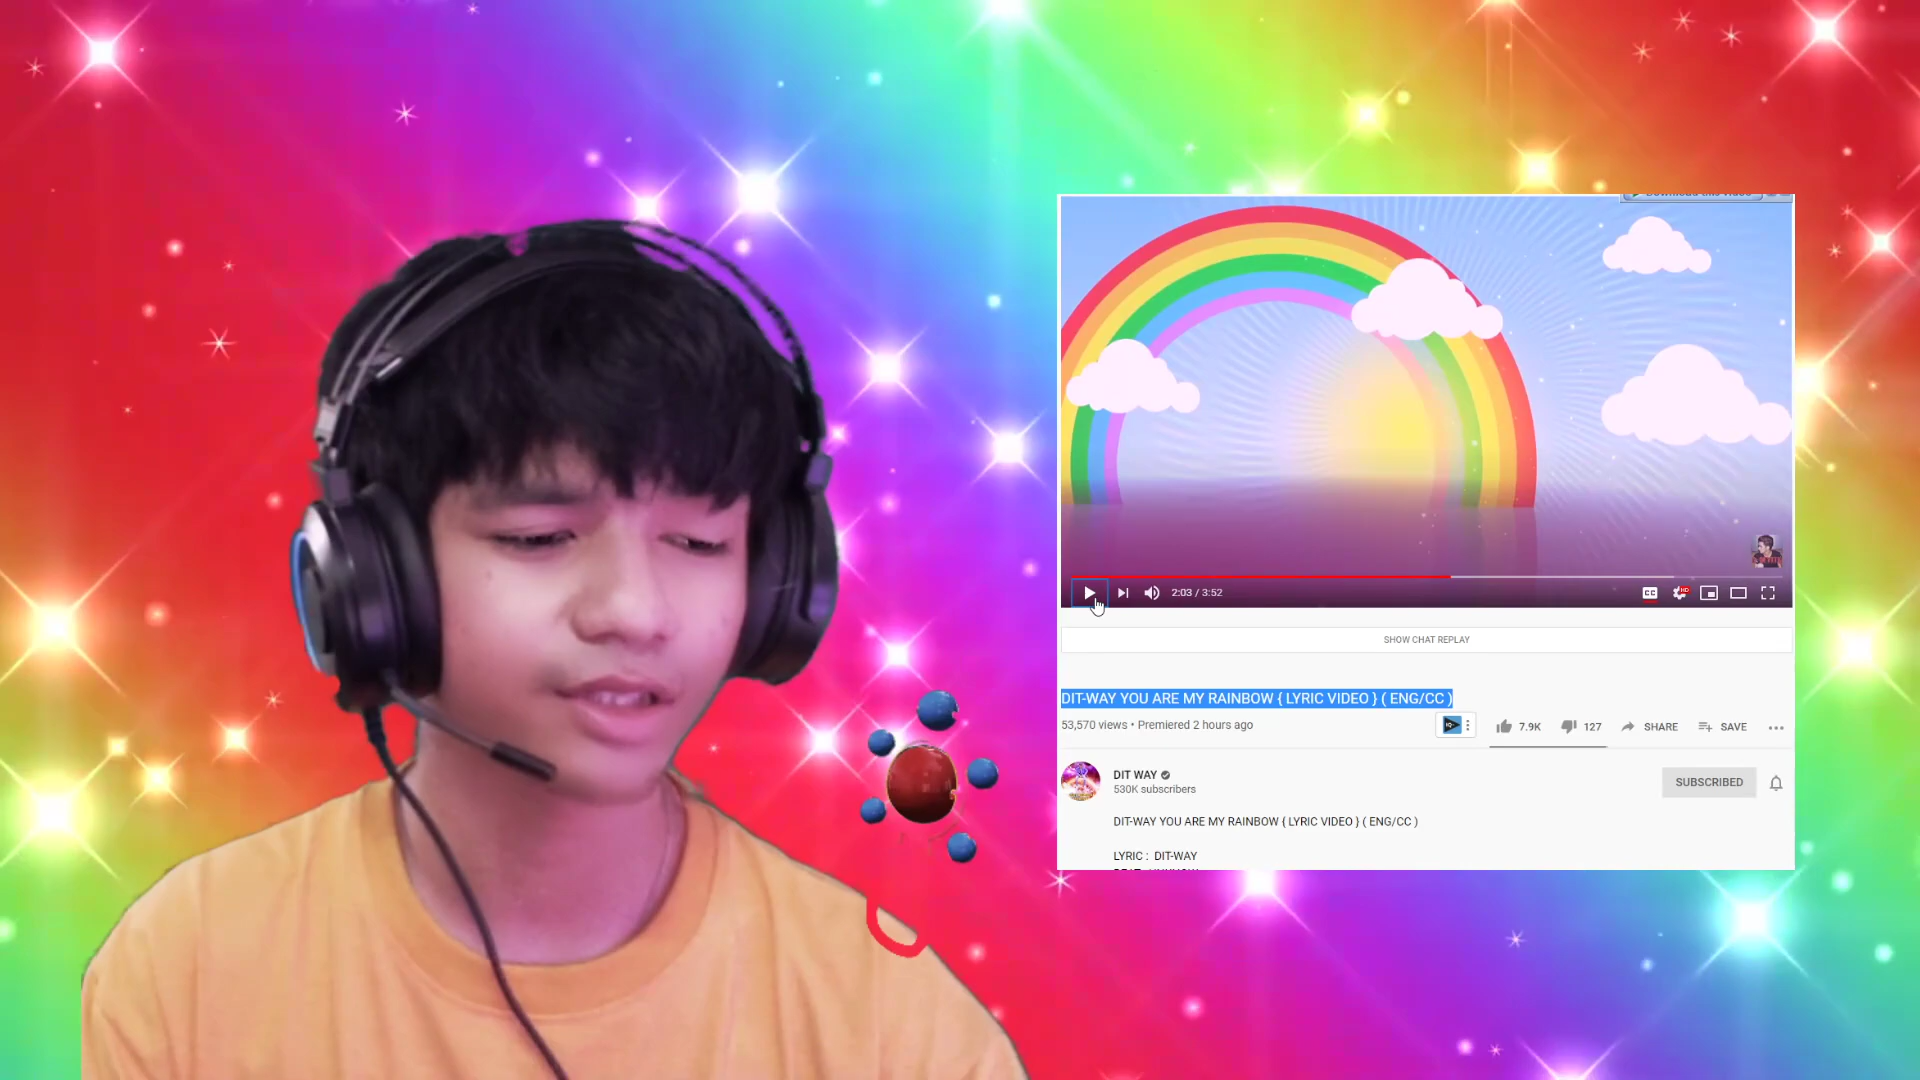 2:03 / 3:52
CC
HD
SHOW CHAT REPLAY
DIT-WAY YOU ARE MY RAINBOW { LYRIC VIDEO } ( ENG/CC )
53,570 views • Premiered 2 hours ago
7.9K 127 SHARE SAVE
DIT WAY
530K subscribers
SUBSCRIBED
DIT-WAY YOU ARE MY RAINBOW { LYRIC VIDEO } ( ENG/CC )
LYRIC : DIT-WAY